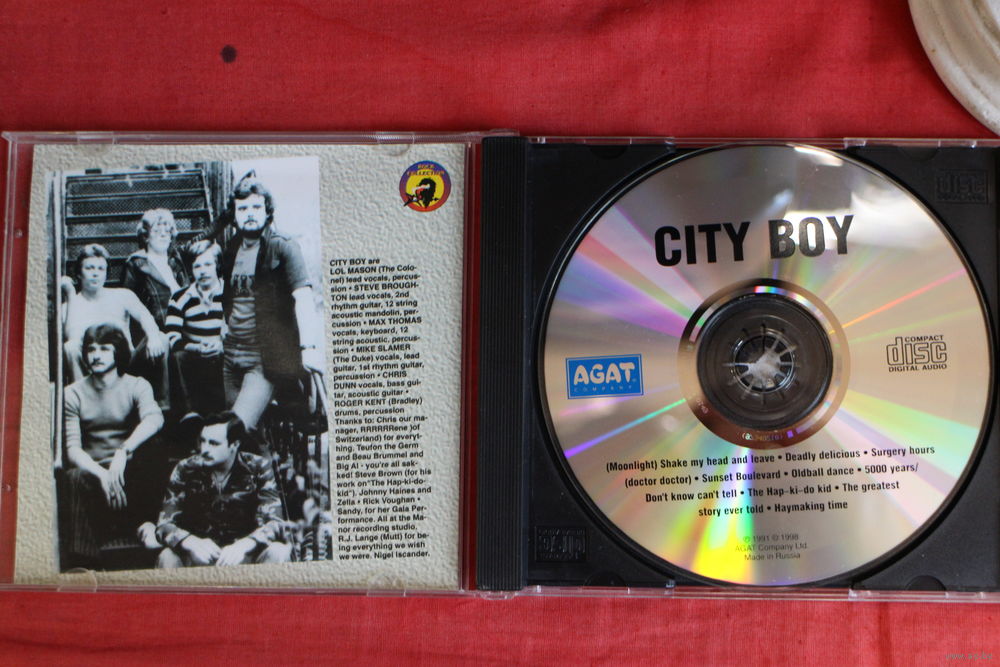 ROCK
COLLECTION
CITY BOY are
LOL MASON (The Colo-
nel) lead vocals, percus-
sion • STEVE BROUGH-
TON lead vocals, 2nd
rhythm guitar, 12 string
acoustic mandolin, per-
cussion • MAX THOMAS
vocals, keyboard, 12
string acoustic, percus-
sion • MIKE SLAMER
(The Duke) vocals, lead
guitar, 1st rhythm guitar,
percussion • CHRIS
DUNN vocals, bass gui-
tar, acoustic guitar •
ROGER KENT (Bradley)
drums, percussion
Thanks to: Chris our ma-
nager, RRRRRRene )of
Switzerland) for everyt-
hing. Teufon the Germ
and Beau Brummel and
Big Al - you're all sak-
ked! Steve Brown (for his
work on"The Hap-ki-do-
kid"). Johnny Haines and
Zella • Rick Voughan •
Sandy, for her Gala Per-
formance. All at the Ma-
nor recording studio,
R.J. Lange (Mutt) for be-
ing everything we wish
we were. Nigel Iscander.
CITY BOY
AGAT
COMPANY
COMPACT
disc
DIGITAL AUDIO
(Moonlight) Shake my head and leave • Deadly delicious • Surgery hours
(doctor doctor) • Sunset Boulevard • Oldball dance • 5000 years/
Don't know can't tell • The Hap-ki-do kid • The greatest
story ever told • Haymaking time
℗ 1991 © 1998
AGAT Company Ltd.
Made in Russia